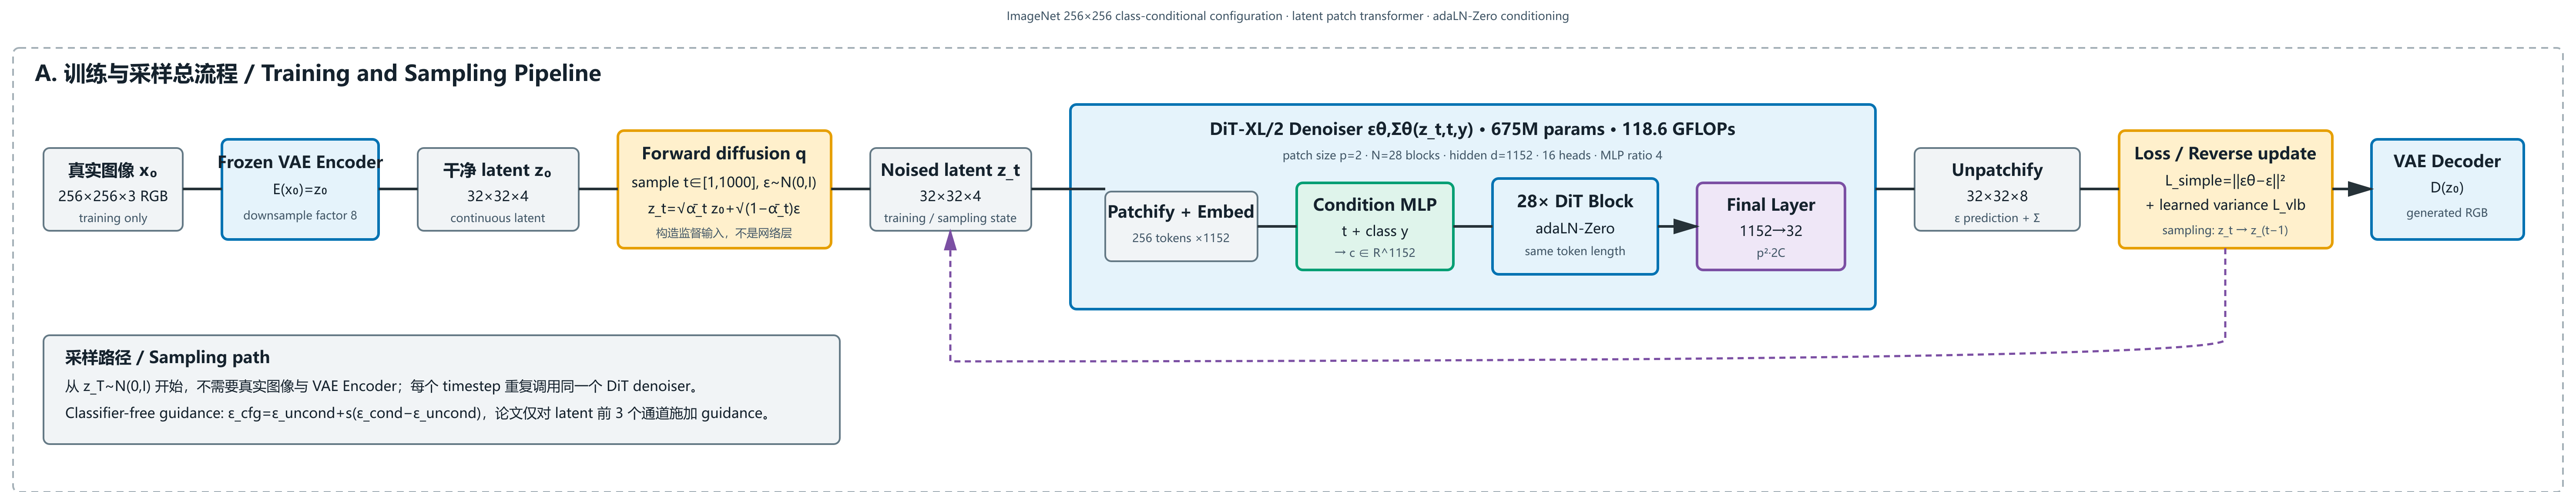 ImageNet 256×256 class-conditional configuration · latent patch transformer · adaLN-Zero conditioning
A. 训练与采样总流程 / Training and Sampling Pipeline
真实图像 x₀
256×256×3 RGB
training only
Frozen VAE Encoder
E(x₀)=z₀
downsample factor 8
干净 latent z₀
32×32×4
continuous latent
Forward diffusion q
sample t∈[1,1000], ε~N(0,I)
z_t=√ᾱ_t z₀+√(1−ᾱ_t)ε
构造监督输入，不是网络层
Noised latent z_t
32×32×4
training / sampling state
DiT-XL/2 Denoiser εθ,Σθ(z_t,t,y) • 675M params • 118.6 GFLOPs
patch size p=2 · N=28 blocks · hidden d=1152 · 16 heads · MLP ratio 4
Patchify + Embed
256 tokens ×1152
Condition MLP
t + class y
→ c ∈ R^1152
28× DiT Block
adaLN-Zero
same token length
Final Layer
1152→32
p²·2C
Unpatchify
32×32×8
ε prediction + Σ
Loss / Reverse update
L_simple=||εθ−ε||²
+ learned variance L_vlb
sampling: z_t → z_(t−1)
VAE Decoder
D(z₀)
generated RGB
采样路径 / Sampling path
从 z_T~N(0,I) 开始，不需要真实图像与 VAE Encoder；每个 timestep 重复调用同一个 DiT denoiser。
Classifier-free guidance: ε_cfg=ε_uncond+s(ε_cond−ε_uncond)，论文仅对 latent 前 3 个通道施加 guidance。